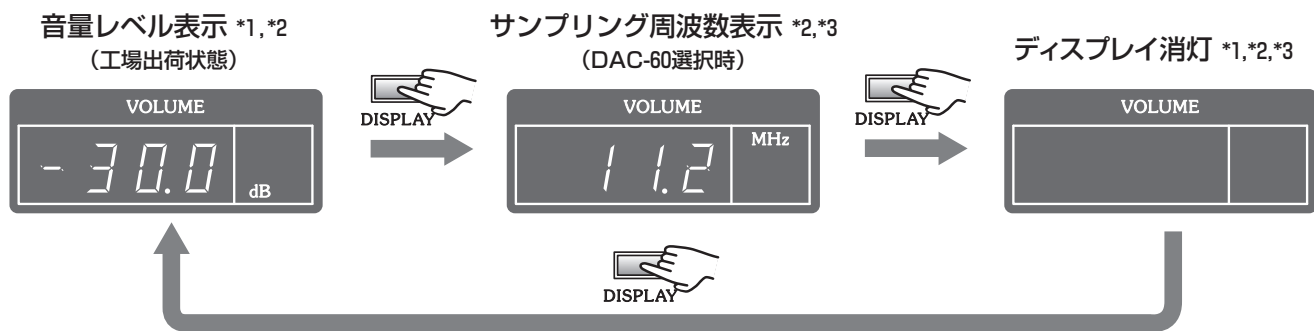 音量レベル表示 *1,*2
(工場出荷状態)
VOLUME
- 30.0
dB
DISPLAY
サンプリング周波数表示 *2,*3
(DAC-60選択時)
VOLUME
11.2
MHz
DISPLAY
ディスプレイ消灯 *1,*2,*3
VOLUME
DISPLAY